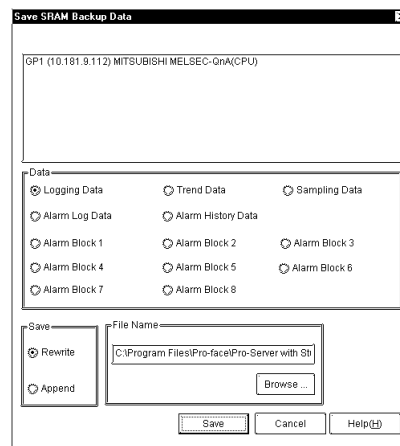 Save SRAM Backup Data
GP1 (10.181.9.112) MITSUBISHI MELSEC-QnA(CPU)
Data
Logging Data Trend Data Sampling Data
Alarm Log Data Alarm History Data
Alarm Block 1 Alarm Block 2 Alarm Block 3
Alarm Block 4 Alarm Block 5 Alarm Block 6
Alarm Block 7 Alarm Block 8
Save
Rewrite
Append
File Name
C:\Program Files\Pro-face\Pro-Server with Stu
Browse ...
Save Cancel Help(H)